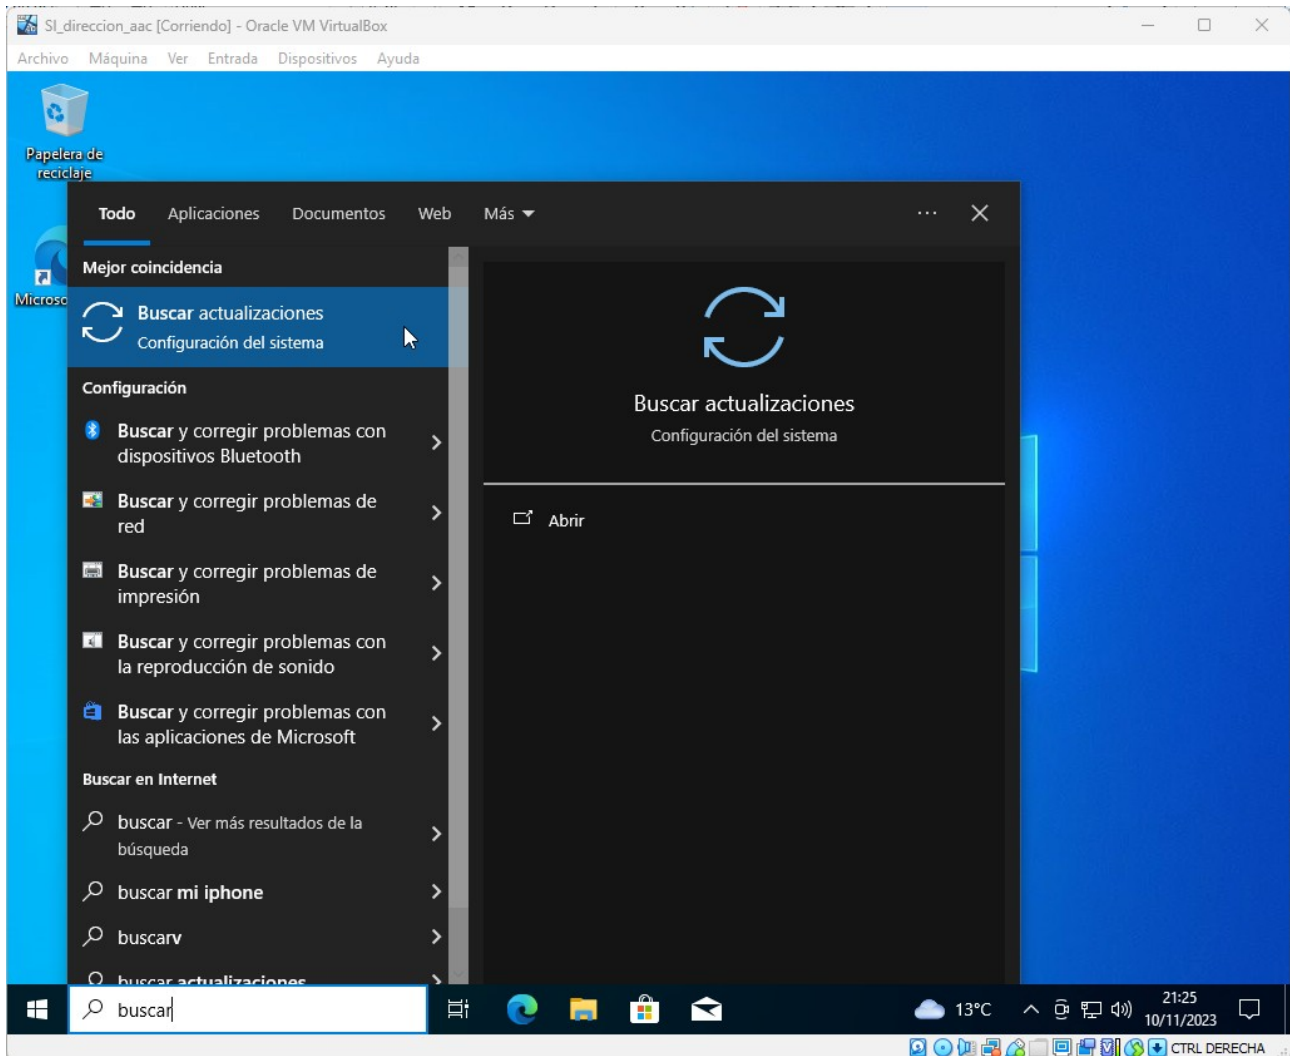 SI_direccion_aac [Corriendo] - Oracle VM VirtualBox
Archivo Máquina Ver Entrada Dispositivos Ayuda
Papelera de
reciclaje
Todo Aplicaciones Documentos Web Más
Mejor coincidencia
Microso
Buscar actualizaciones
Configuración del sistema
Configuración
Buscar y corregir problemas con
dispositivos Bluetooth
Buscar y corregir problemas de
red
Buscar y corregir problemas de
impresión
Buscar y corregir problemas con
la reproducción de sonido
Buscar y corregir problemas con
las aplicaciones de Microsoft
Buscar en Internet
buscar - Ver más resultados de la
búsqueda
buscar mi iphone
buscarv
buscar actualizaciones
Buscar actualizaciones
Configuración del sistema
Abrir
buscar
13°C
21:25
10/11/2023
CTRL DERECHA